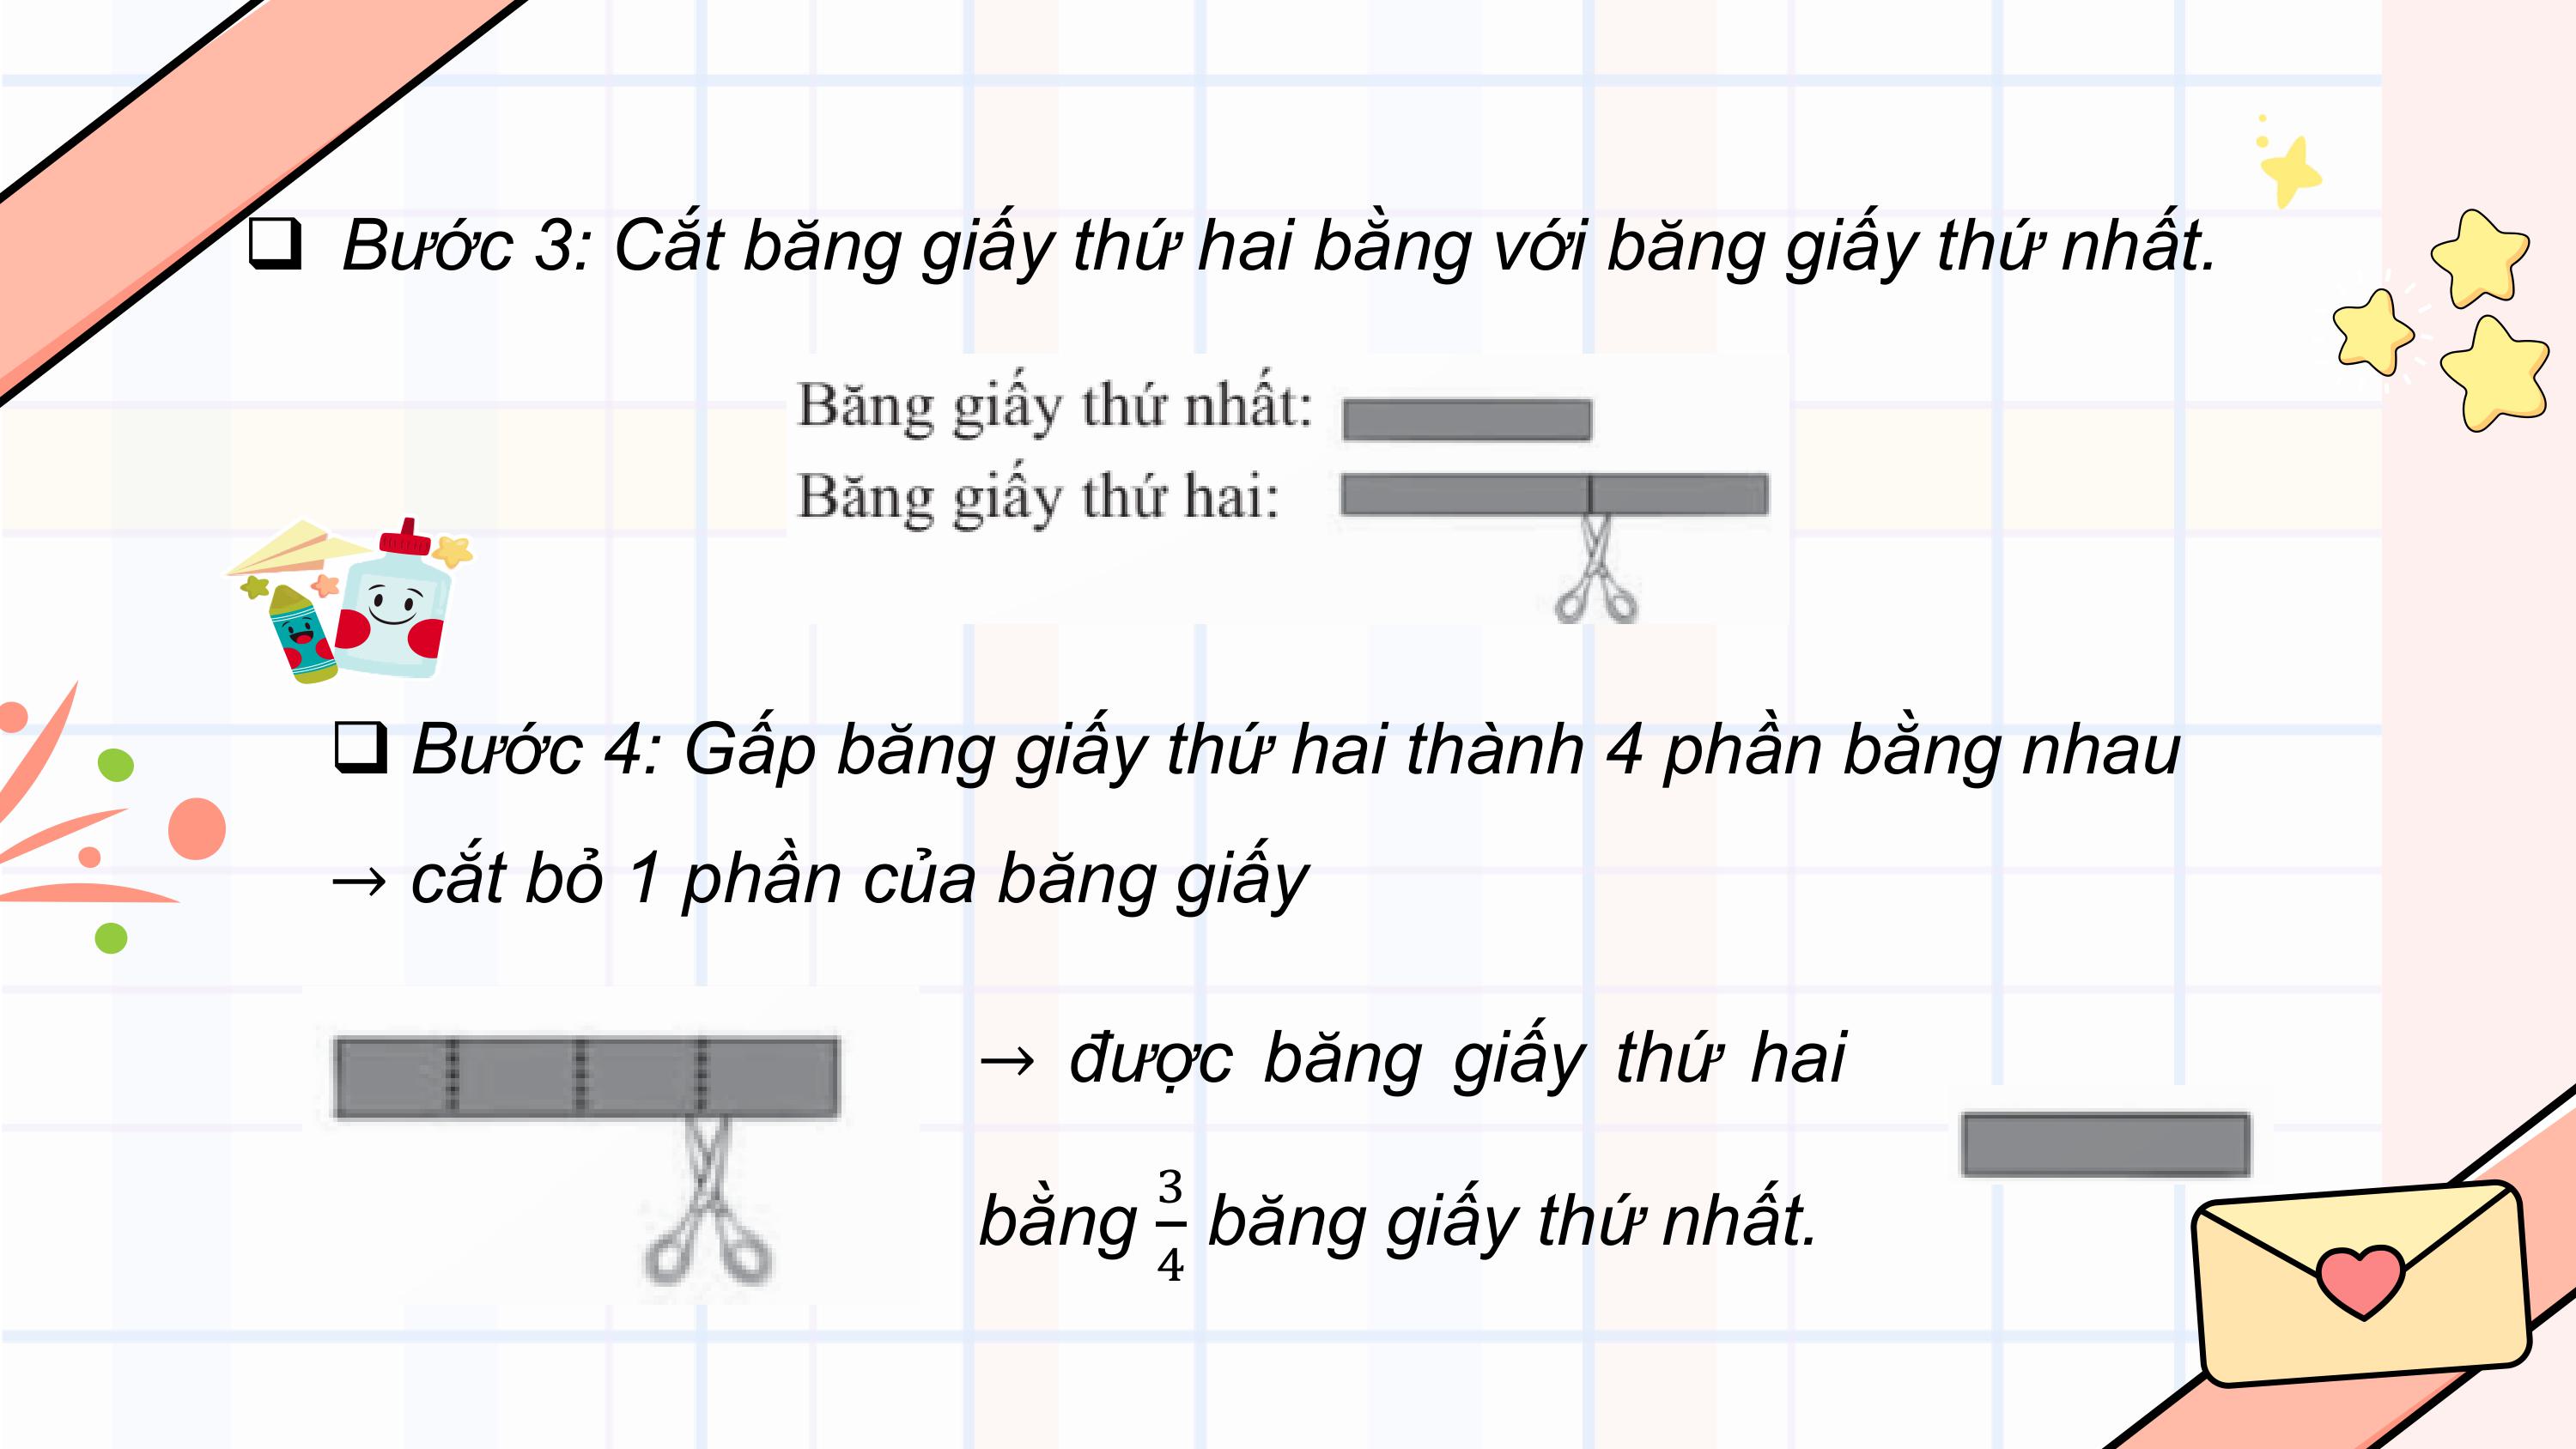 ❑ Bước 3: Cắt băng giấy thứ hai bằng với băng giấy thứ nhất.
Băng giấy thứ nhất:
Băng giấy thứ hai:
❑ Bước 4: Gấp băng giấy thứ hai thành 4 phần bằng nhau
→ cắt bỏ 1 phần của băng giấy
→ được băng giấy thứ hai
bằng 3/4 băng giấy thứ nhất.